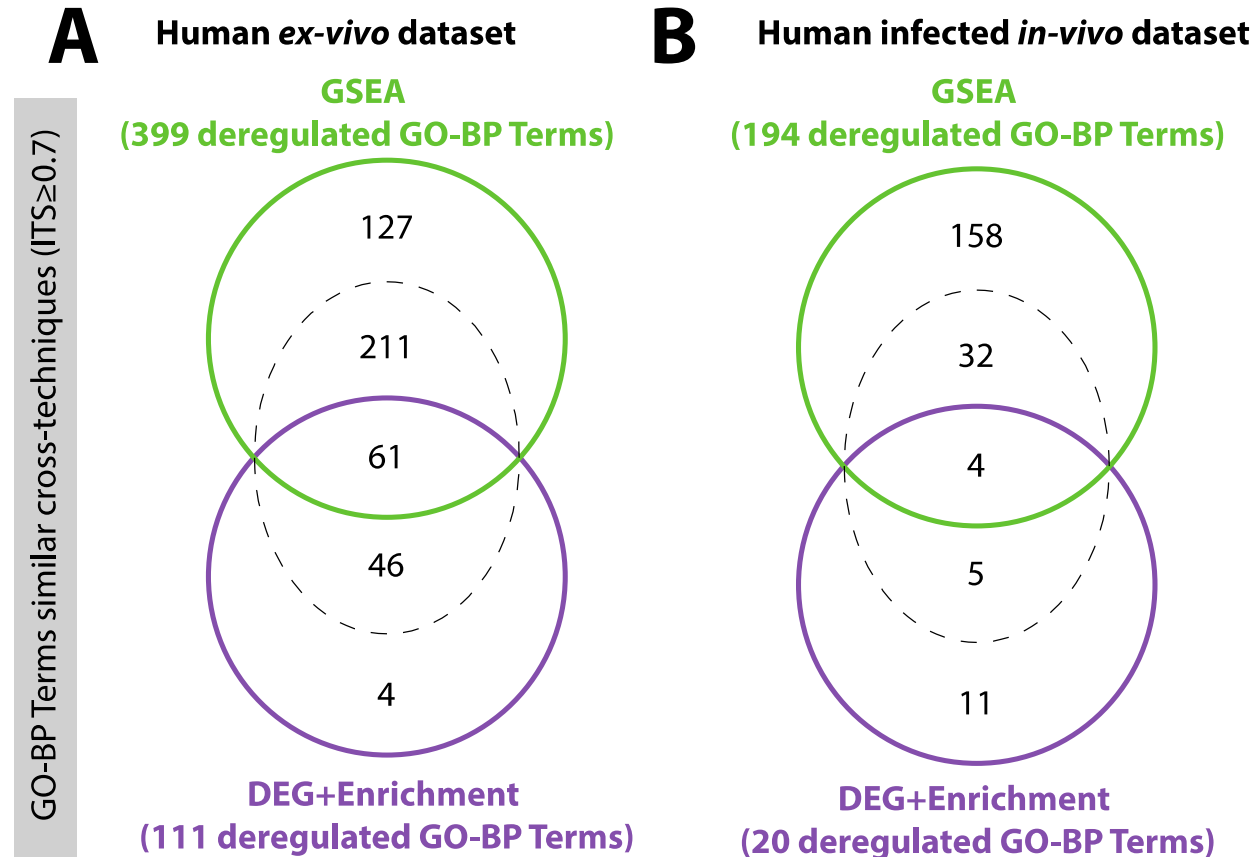 A
Human ex-vivo dataset
GSEA
(399 deregulated GO-BP Terms)
127
211
61
46
4
DEG+Enrichment
(111 deregulated GO-BP Terms)
B
Human infected in-vivo dataset
GSEA
(194 deregulated GO-BP Terms)
158
32
4
5
11
DEG+Enrichment
(20 deregulated GO-BP Terms)
GO-BP Terms similar cross-techniques (ITS≥0.7)